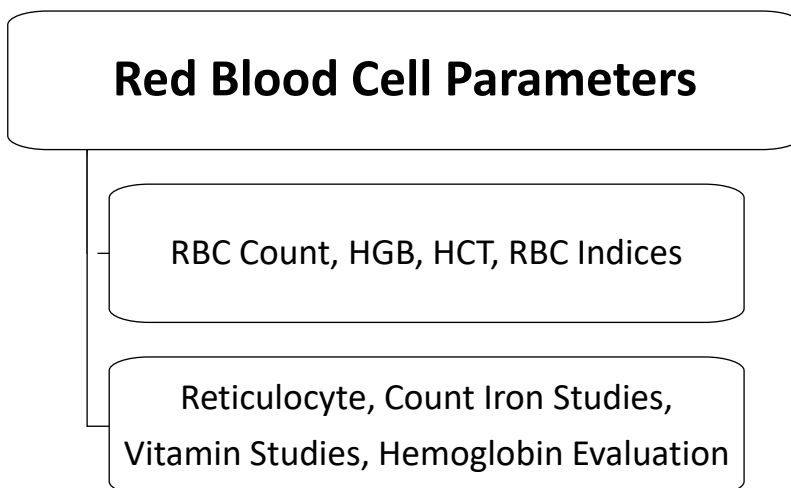 Red Blood Cell Parameters
RBC Count, HGB, HCT, RBC Indices
Reticulocyte, Count Iron Studies,
Vitamin Studies, Hemoglobin Evaluation